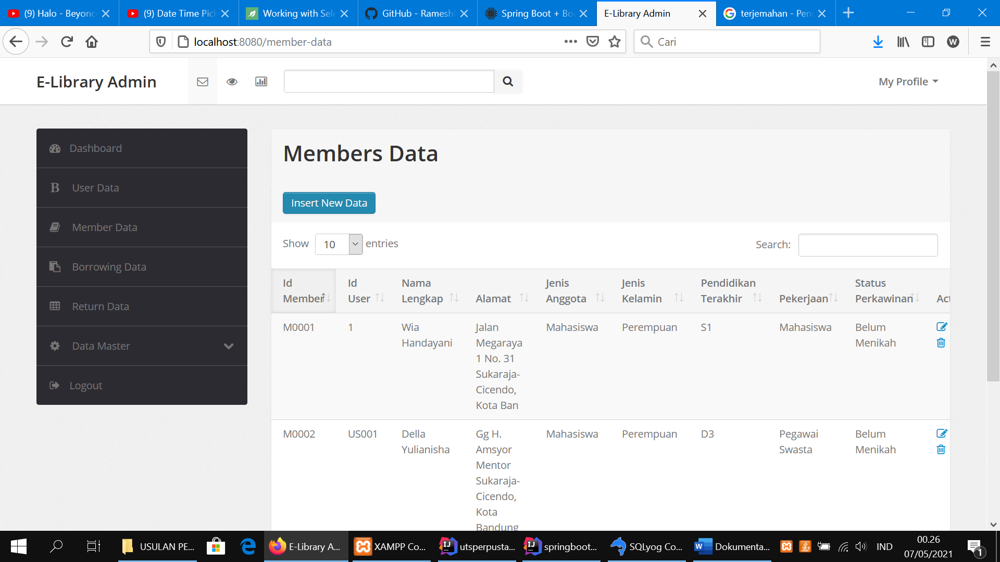 (9) Halo - Beyonc
(9) Date Time Pick
Working with Sele
GitHub - Ramesh
Spring Boot + Bo
E-Library Admin
terjemahan - Pen
localhost:8080/member-data
Cari
W
E-Library Admin
My Profile
Dashboard
B User Data
Member Data
Borrowing Data
Return Data
Data Master
Logout
Members Data
Insert New Data
Show 10 entries
Search:
Id Id Nama Jenis Jenis Pendidikan Status
Member User Lengkap Alamat Anggota Kelamin Terakhir Pekerjaan Perkawinan Act
M0001 1 Wia Jalan Mahasiswa Perempuan S1 Mahasiswa Belum
Handayani Megaraya Menikah
1 No. 31
Sukaraja-
Cicendo,
Kota Ban
M0002 US001 Della Gg H. Mahasiswa Perempuan D3 Pegawai Belum
Yulianisha Amsyor Swasta Menikah
Mentor
Sukaraja-
Cicendo,
Kota
Bandung
USULAN PE...
E-Library A...
XAMPP Co...
utsperpusta...
springboot...
SQLyog Co...
Dokumenta...
IND
00.26
07/05/2021
1